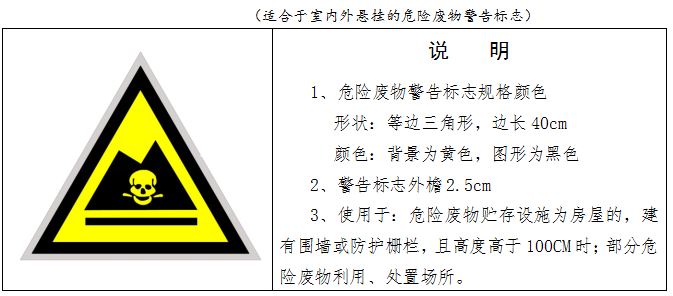 （适合于室内外悬挂的危险废物警告标志）
说 明
1、危险废物警告标志规格颜色
形状：等边三角形，边长40cm
颜色：背景为黄色，图形为黑色
2、警告标志外檐2.5cm
3、使用于：危险废物贮存设施为房屋的，建
有围墙或防护栅栏，且高度高于100CM时；部分危
险废物利用、处置场所。